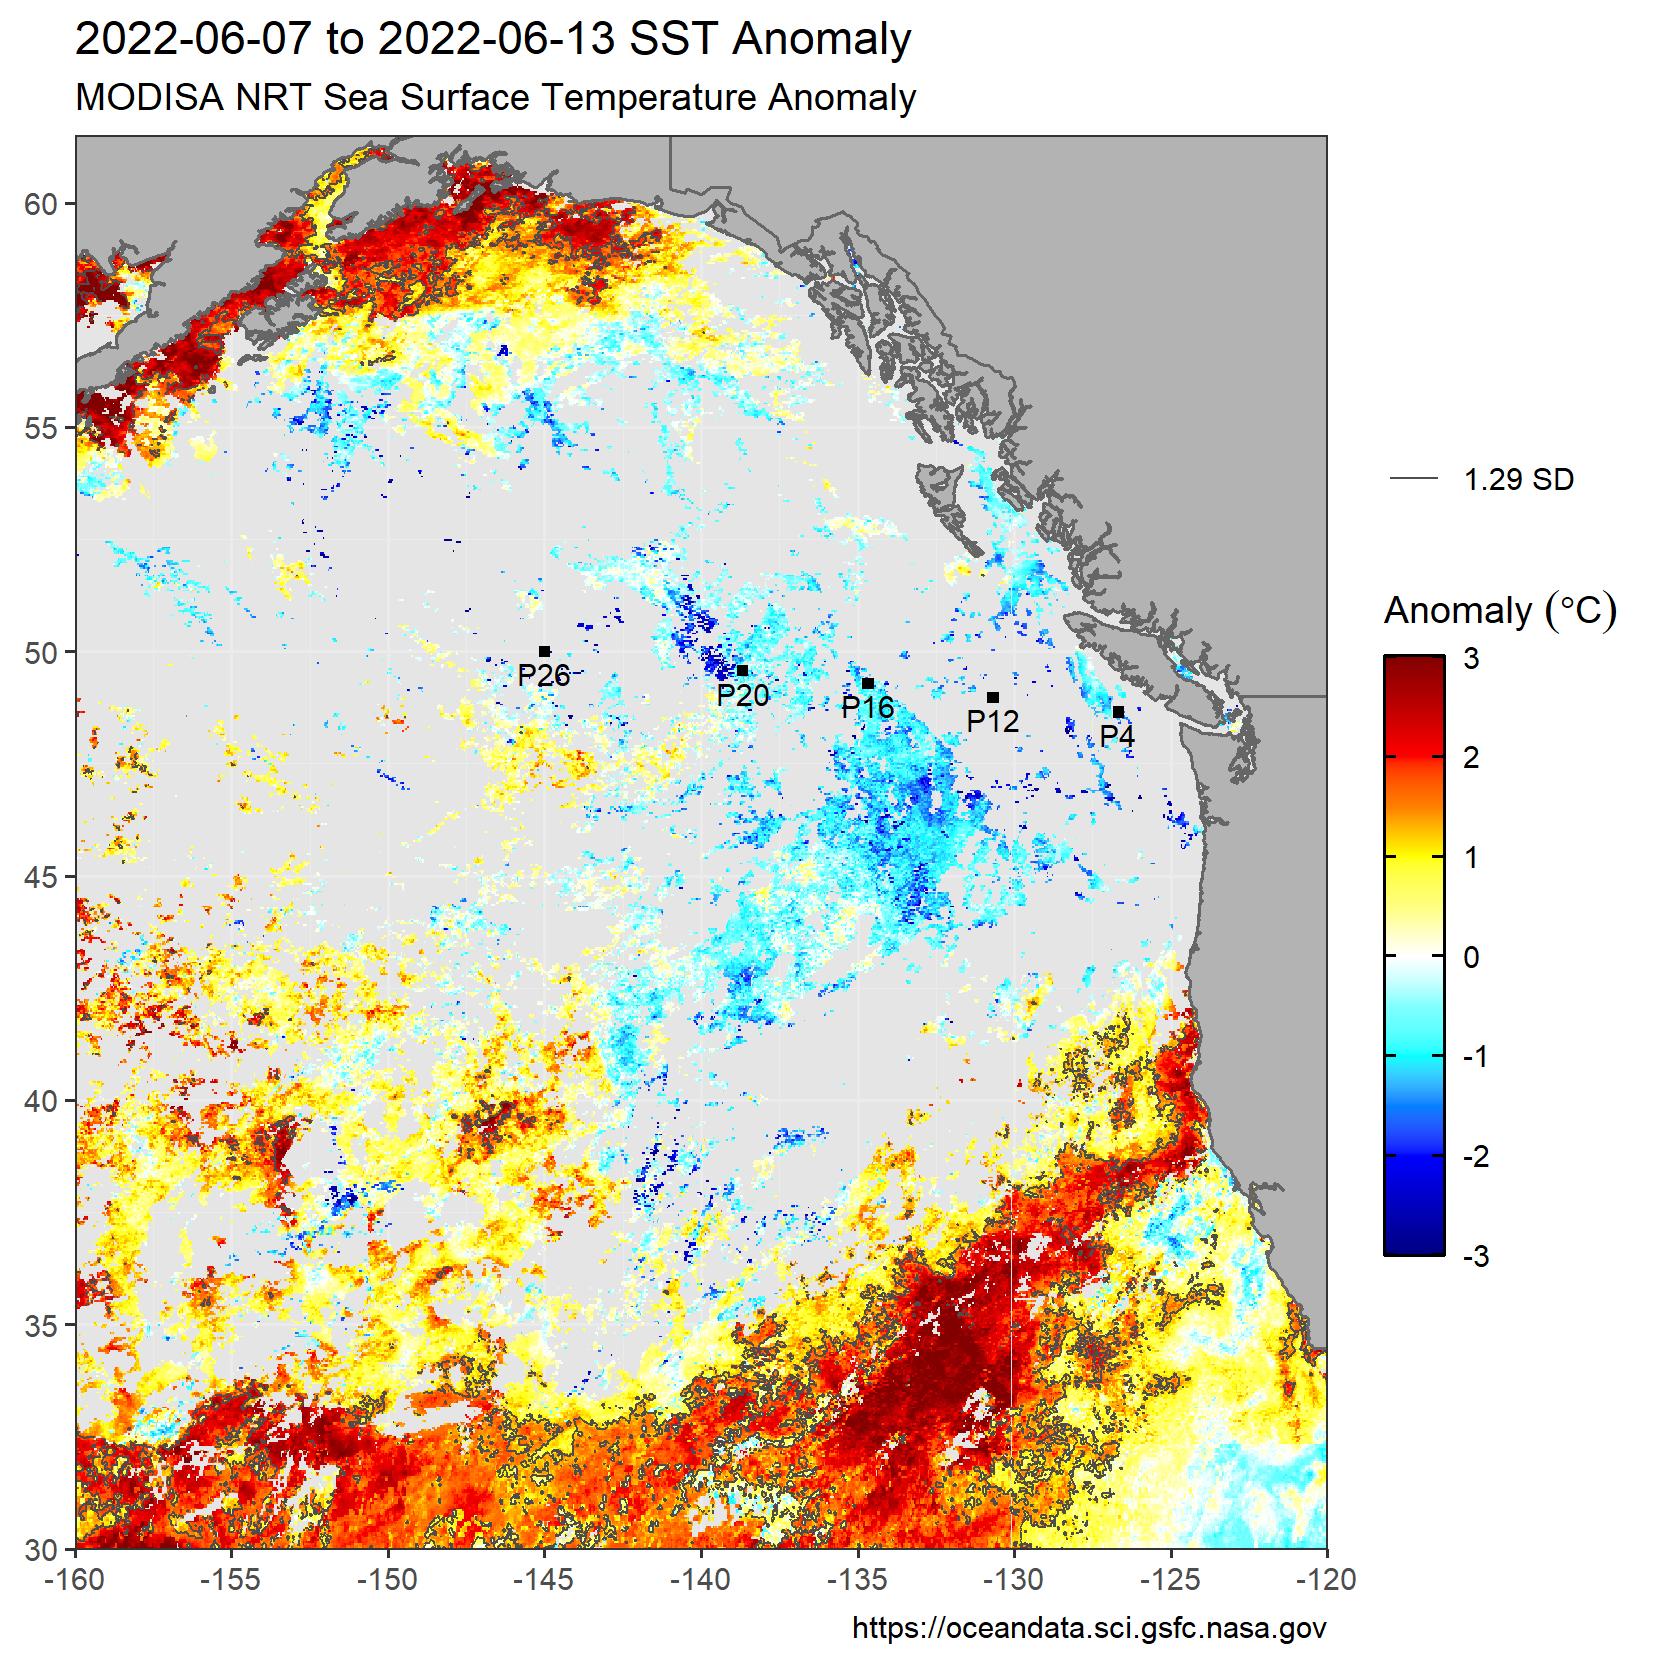 2022-06-07 to 2022-06-13 SST Anomaly
MODISA NRT Sea Surface Temperature Anomaly
60
55
50
45
40
35
30
-160
-155
-150
-145
-140
-135
-130
-125
-120
P26
P20
P16
P12
P4
1.29 SD
Anomaly (°C)
3
2
1
0
-1
-2
-3
https://oceandata.sci.gsfc.nasa.gov